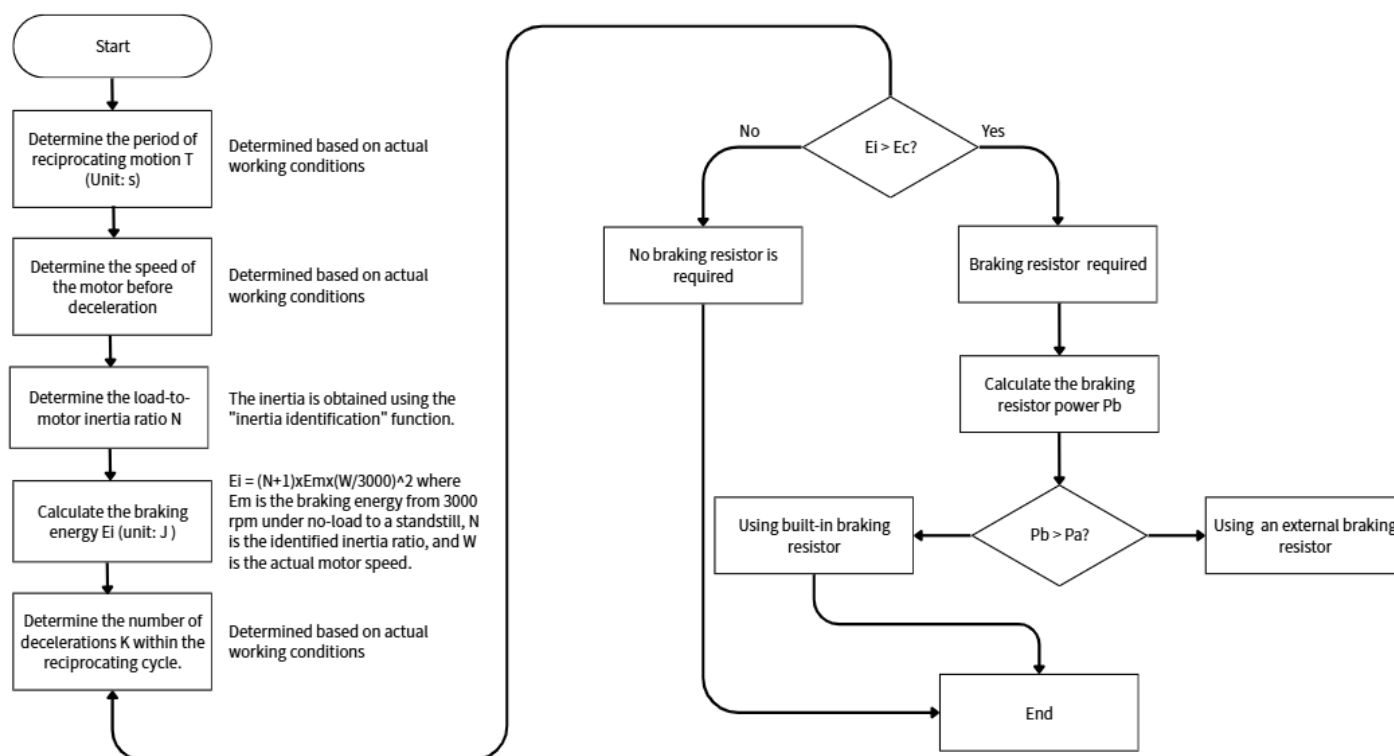 Start
Determine the period of
reciprocating motion T
(Unit: s)
Determined based on actual
working conditions
Determine the speed of
the motor before
deceleration
Determined based on actual
working conditions
Determine the load-to-
motor inertia ratio N
The inertia is obtained using the
"inertia identification" function.
Calculate the braking
energy Ei (unit: J )
Ei = (N+1)xEmx(W/3000)^2 where
Em is the braking energy from 3000
rpm under no-load to a standstill, N
is the identified inertia ratio, and W
is the actual motor speed.
Determine the number of
decelerations K within the
reciprocating cycle.
Determined based on actual
working conditions
Ei > Ec?
No
Yes
No braking resistor is
required
Braking resistor required
Calculate the braking
resistor power Pb
Pb > Pa?
Using built-in braking
resistor
Using an external braking
resistor
End